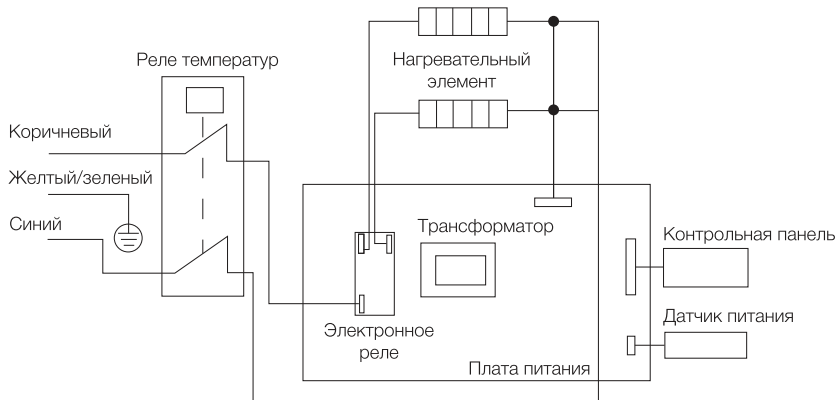 Реле температур
Нагревательный
элемент
Коричневый
Желтый/зеленый
Синий
Трансформатор
Контрольная панель
Датчик питания
Электронное
реле
Плата питания